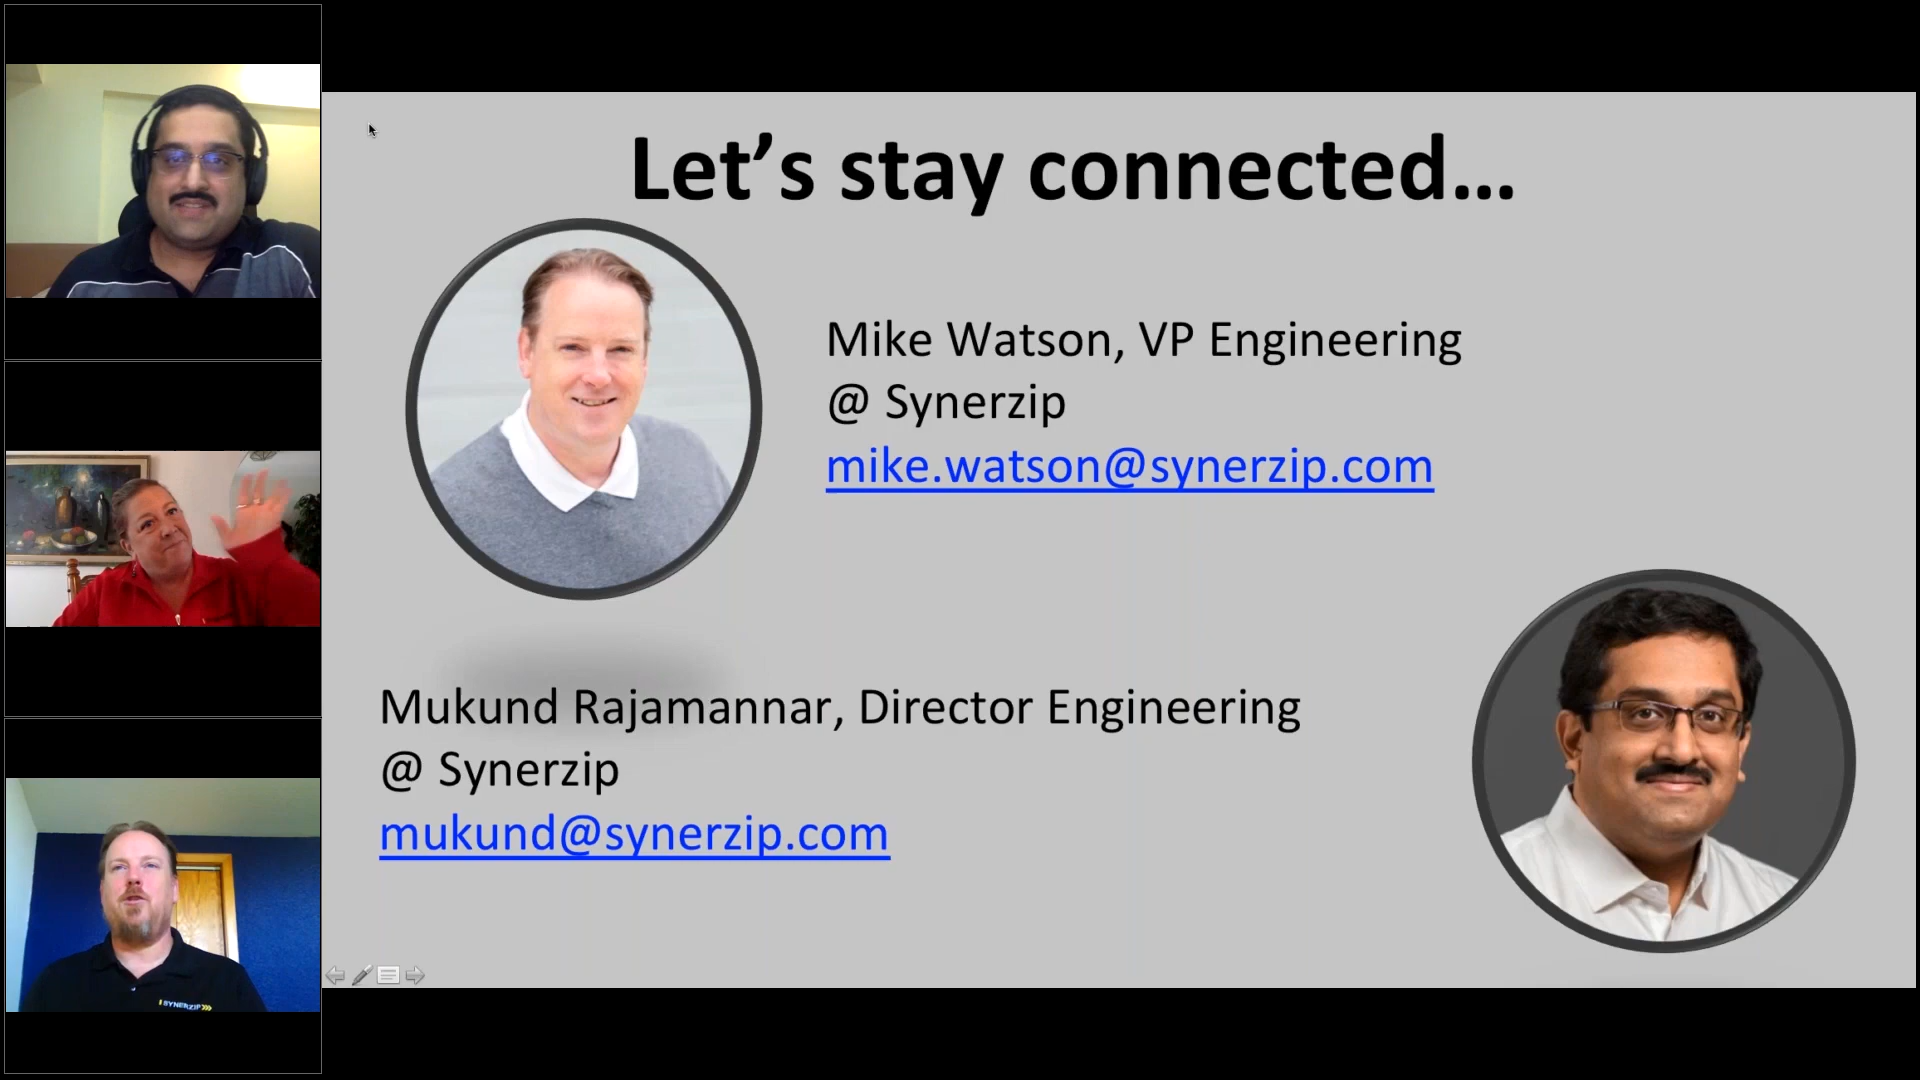 Let’s stay connected...
Mike Watson, VP Engineering
@ Synerzip
mike.watson@synerzip.com
Mukund Rajamannar, Director Engineering
@ Synerzip
mukund@synerzip.com
SYNERZIP